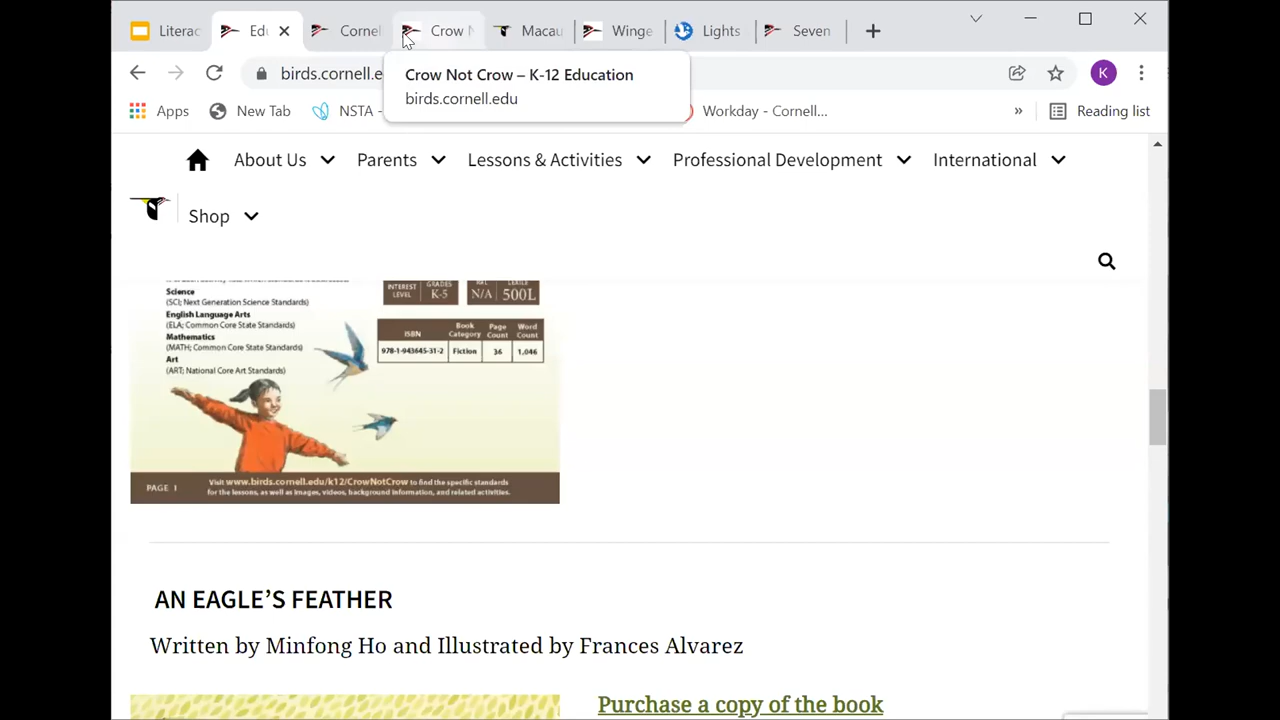 Literac
Edu
Cornel
Crow N
Macau
Winge
Lights
Seven
birds.cornell.e
Crow Not Crow – K-12 Education
birds.cornell.edu
K
Apps
New Tab
NSTA -
Workday - Cornell...
»
Reading list
About Us
Parents
Lessons & Activities
Professional Development
International
Shop
Science
(SCI; Next Generation Science Standards)
English Language Arts
(ELA; Common Core State Standards)
Mathematics
(MATH; Common Core State Standards)
Art
(ART; National Core Art Standards)
INTEREST LEVEL GRADES K-5
N/A 500L
ISBN Book Category Page Count Word Count
978-1-943645-31-2 Fiction 36 1,046
PAGE 1
Visit www.birds.cornell.edu/k12/CrowNotCrow to find the specific standards
for the lessons, as well as images, videos, background information, and related activities.
AN EAGLE'S FEATHER
Written by Minfong Ho and Illustrated by Frances Alvarez
Purchase a copy of the book